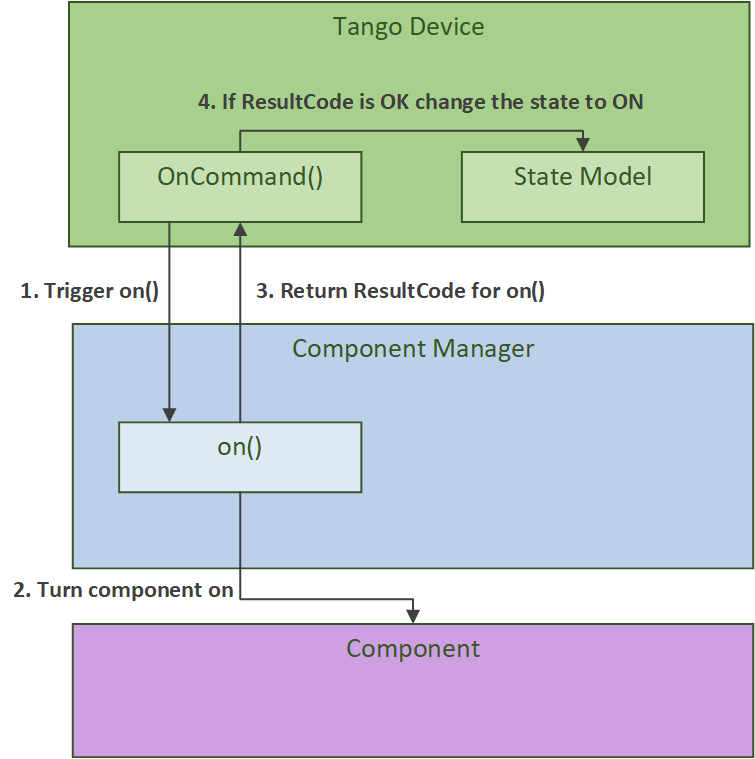 Tango Device
4. If ResultCode is OK change the state to ON
OnCommand()
State Model
1. Trigger on()
3. Return ResultCode for on()
Component Manager
on()
2. Turn component on
Component